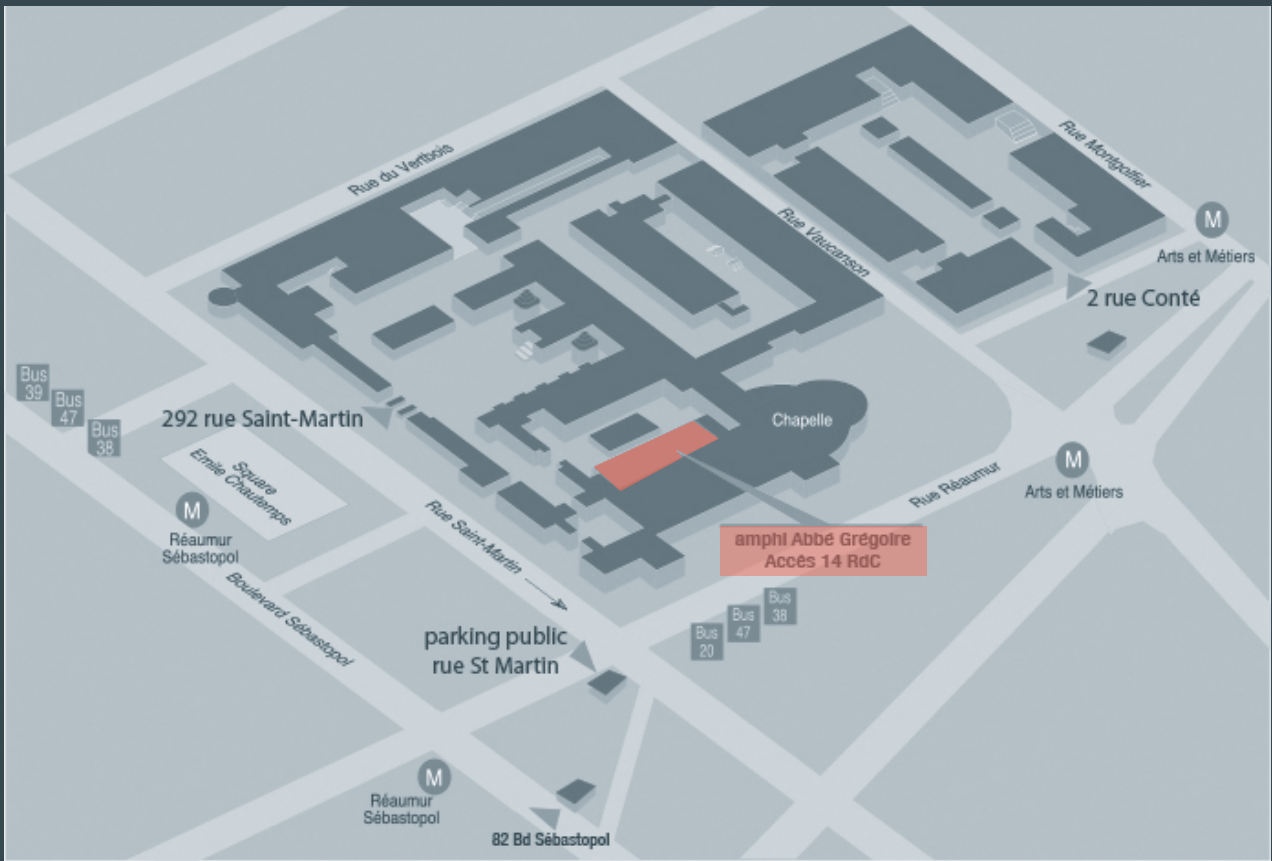 Rue du Vertbois
Rue Montgolfier
Rue Vaucanson
M
Arts et Métiers
2 rue Conté
Bus
39
Bus
47
Bus
38
292 rue Saint-Martin
Chapelle
Square
Emile Chautemps
M
Réaumur
Sébastopol
Rue Saint-Martin
M
Arts et Métiers
Rue Réaumur
amphi Abbé Grégoire
Accès 14 RdC
Boulevard Sébastopol
Bus
20
Bus
47
Bus
38
parking public
rue St Martin
M
Réaumur
Sébastopol
82 Bd Sébastopol